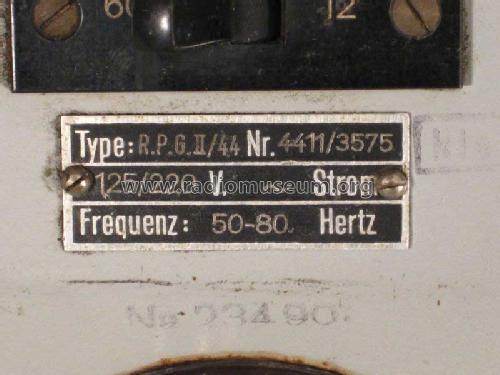 60 12
Type: R.P.G.II/44 Nr. 4411/3575
125/220 V. Strom
www.radiomuseum.org
Frequenz: 50-80. Hertz
No 23490